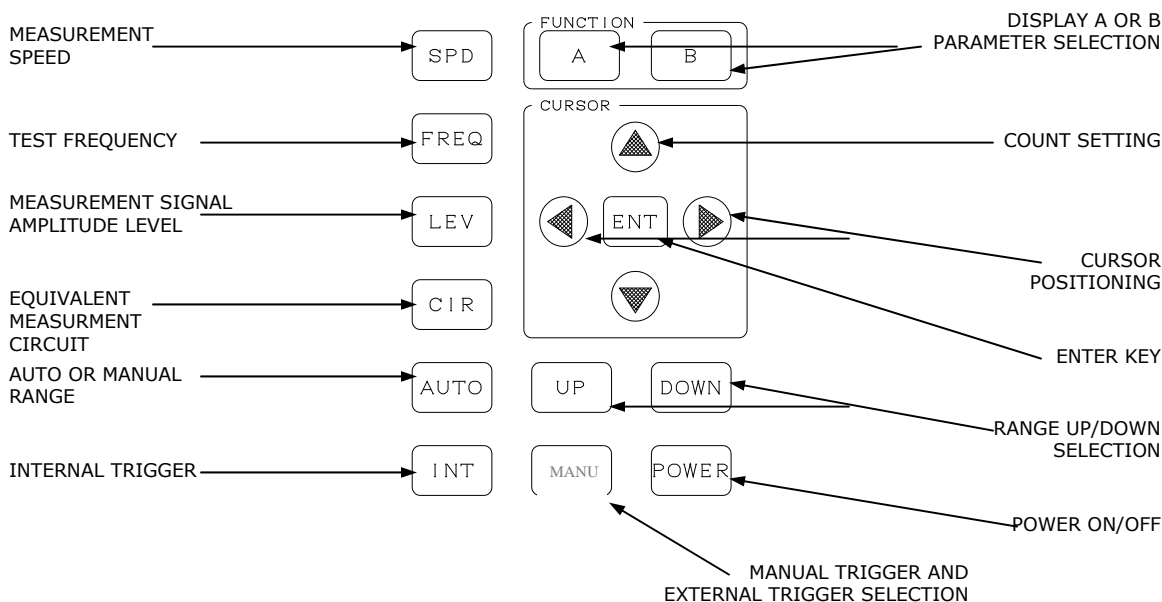 MEASUREMENT
SPEED
SPD
FUNCTION
A
B
DISPLAY A OR B
PARAMETER SELECTION
TEST FREQUENCY
FREQ
CURSOR
COUNT SETTING
MEASUREMENT SIGNAL
AMPLITUDE LEVEL
LEV
ENT
CURSOR
POSITIONING
EQUIVALENT
MEASURMENT
CIRCUIT
CIR
ENTER KEY
AUTO OR MANUAL
RANGE
AUTO
UP
DOWN
RANGE UP/DOWN
SELECTION
INTERNAL TRIGGER
INT
MANU
POWER
POWER ON/OFF
MANUAL TRIGGER AND
EXTERNAL TRIGGER SELECTION